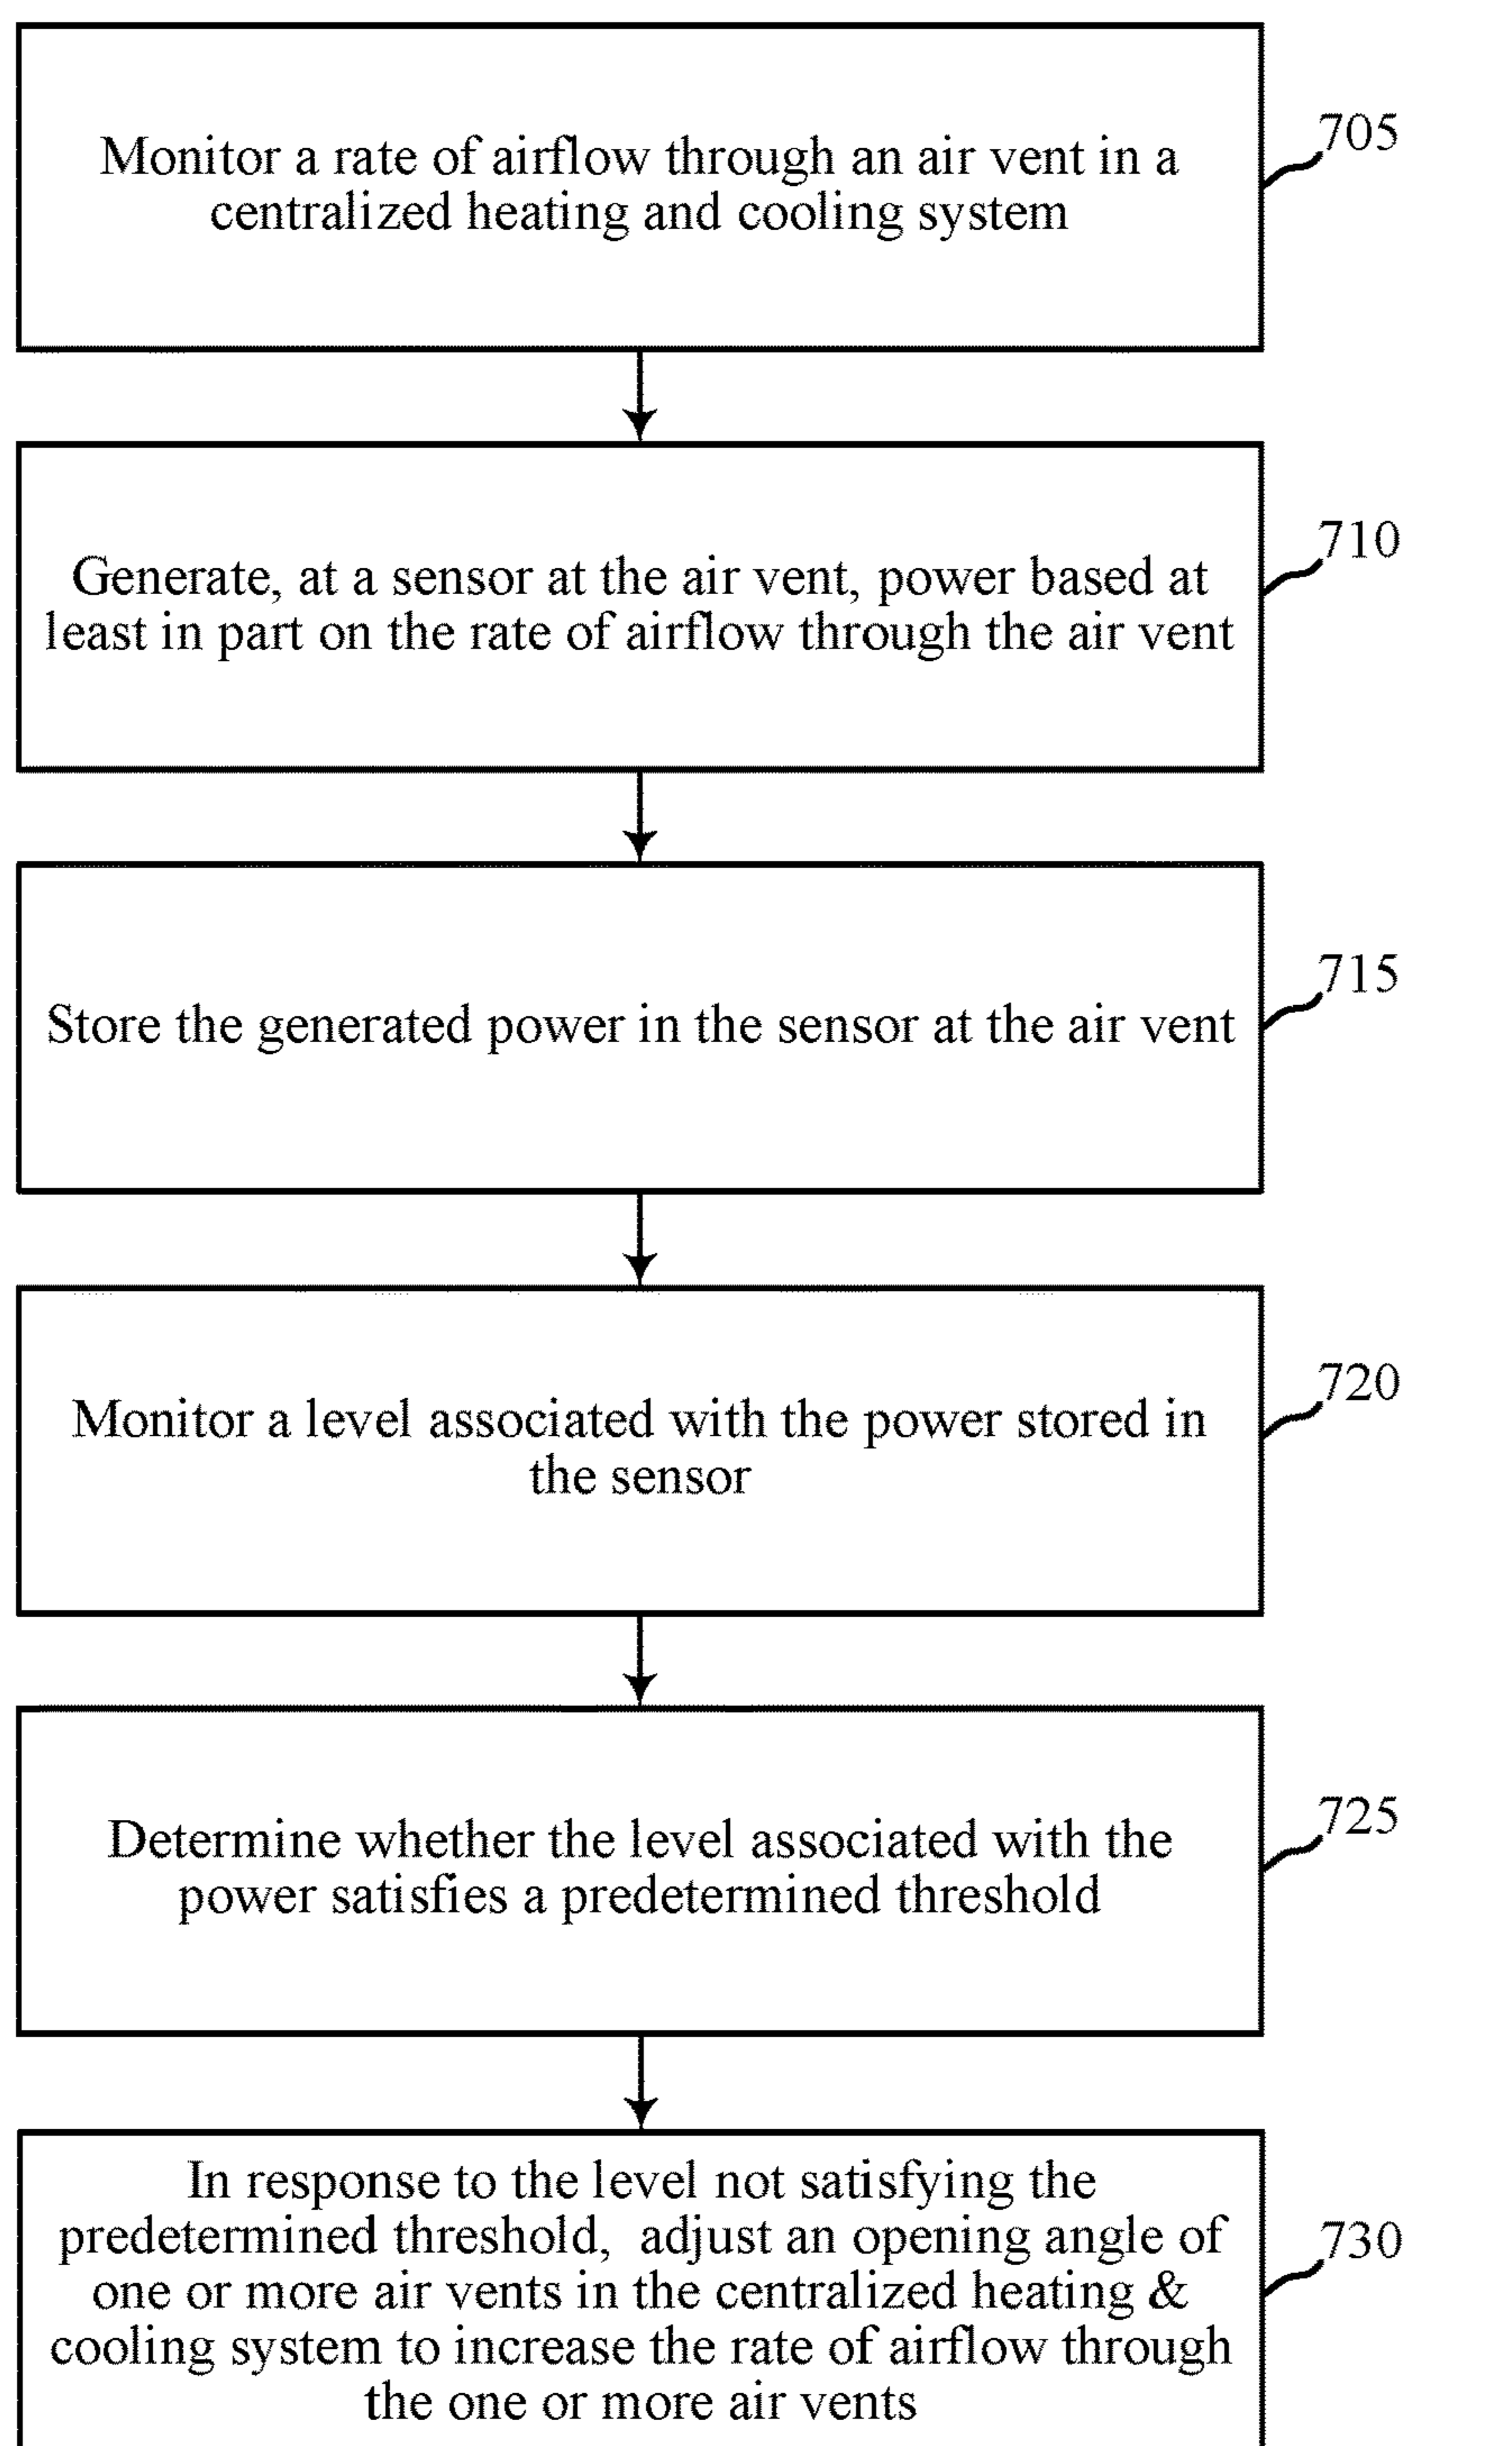 Monitor a rate of airflow through an air vent in a
centralized heating and cooling system
705
Generate, at a sensor at the air vent, power based at
least in part on the rate of airflow through the air vent
710
Store the generated power in the sensor at the air vent
715
Monitor a level associated with the power stored in
the sensor
720
Determine whether the level associated with the
power satisfies a predetermined threshold
725
In response to the level not satisfying the
predetermined threshold, adjust an opening angle of
one or more air vents in the centralized heating &
cooling system to increase the rate of airflow through
the one or more air vents
730